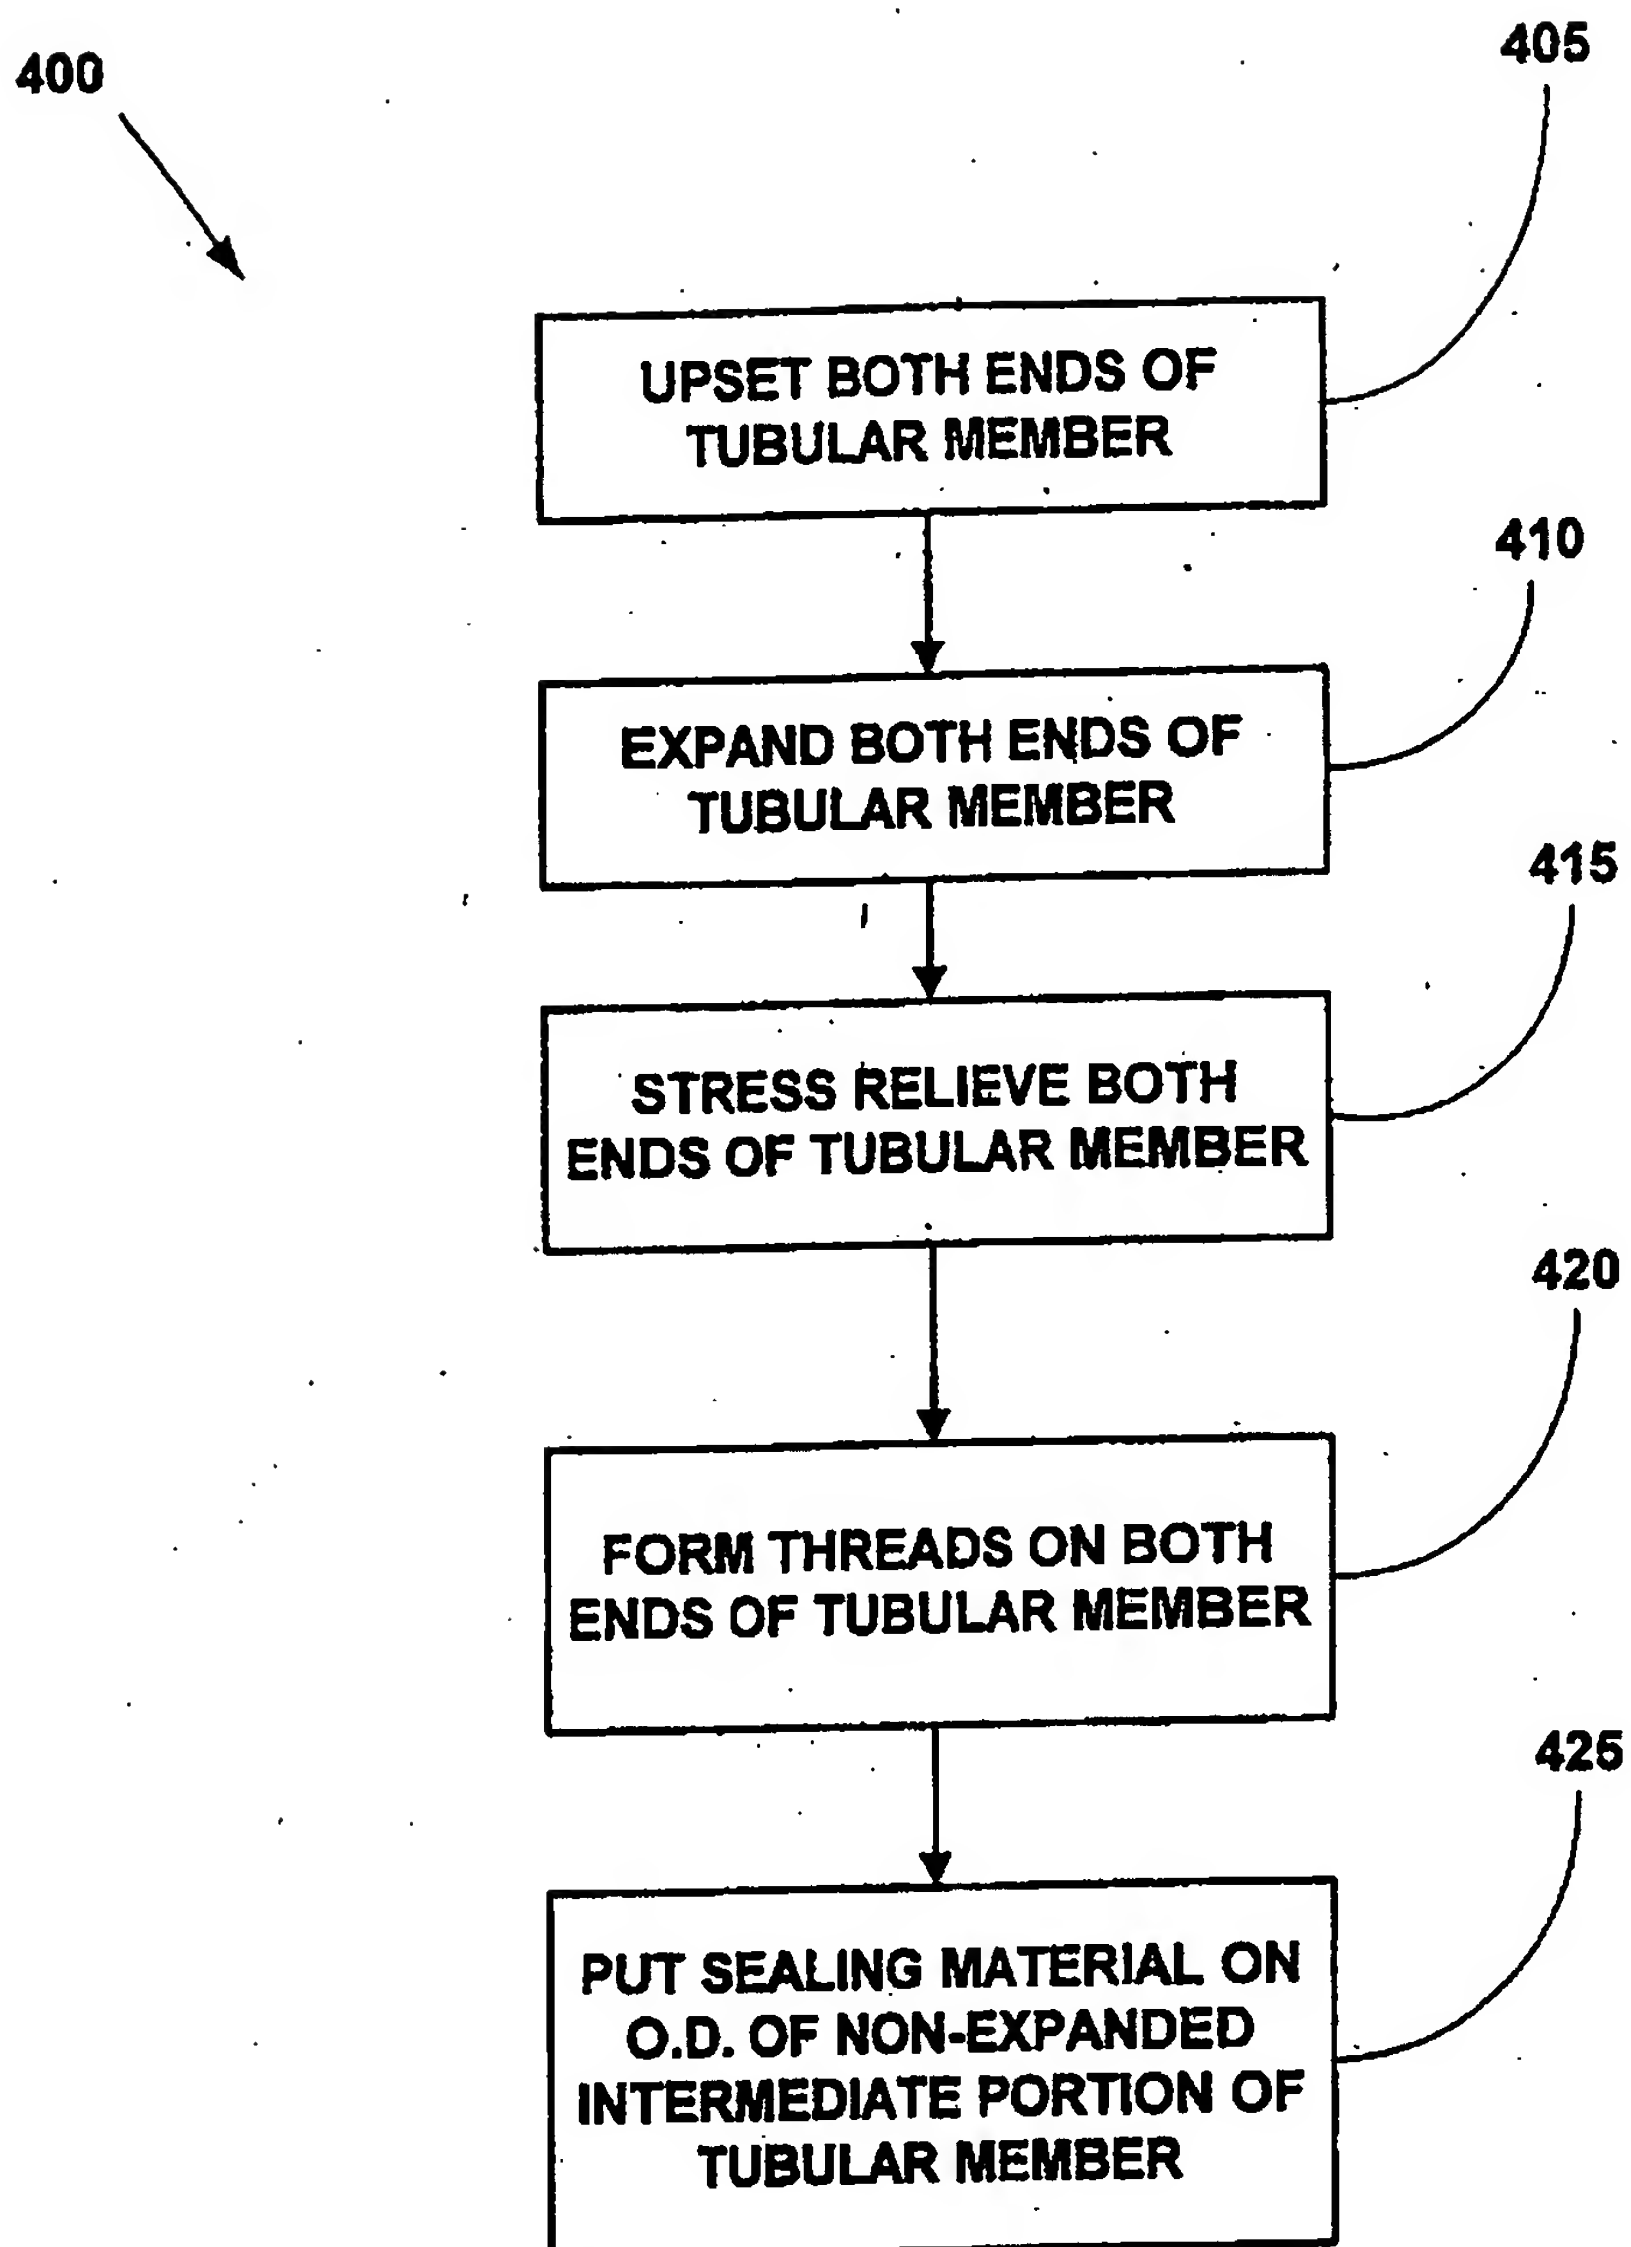 400
405
UPSET BOTH ENDS OF
TUBULAR MEMBER
410
EXPAND BOTH ENDS OF
TUBULAR MEMBER
415
STRESS RELIEVE BOTH
ENDS OF TUBULAR MEMBER
420
FORM THREADS ON BOTH
ENDS OF TUBULAR MEMBER
425
PUT SEALING MATERIAL ON
O.D. OF NON-EXPANDED
INTERMEDIATE PORTION OF
TUBULAR MEMBER